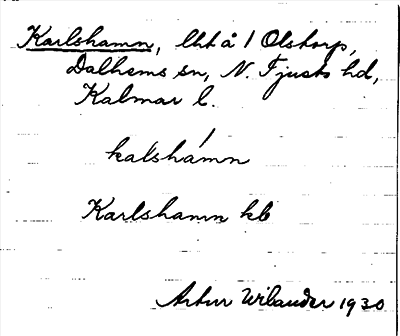 Karlshamn, lht å 1 Olstorp,
Dalhems sn, N. Tjusts hd,
Kalmar l.
kalshámn
Karlshamn kb
Artur Wilander 1930